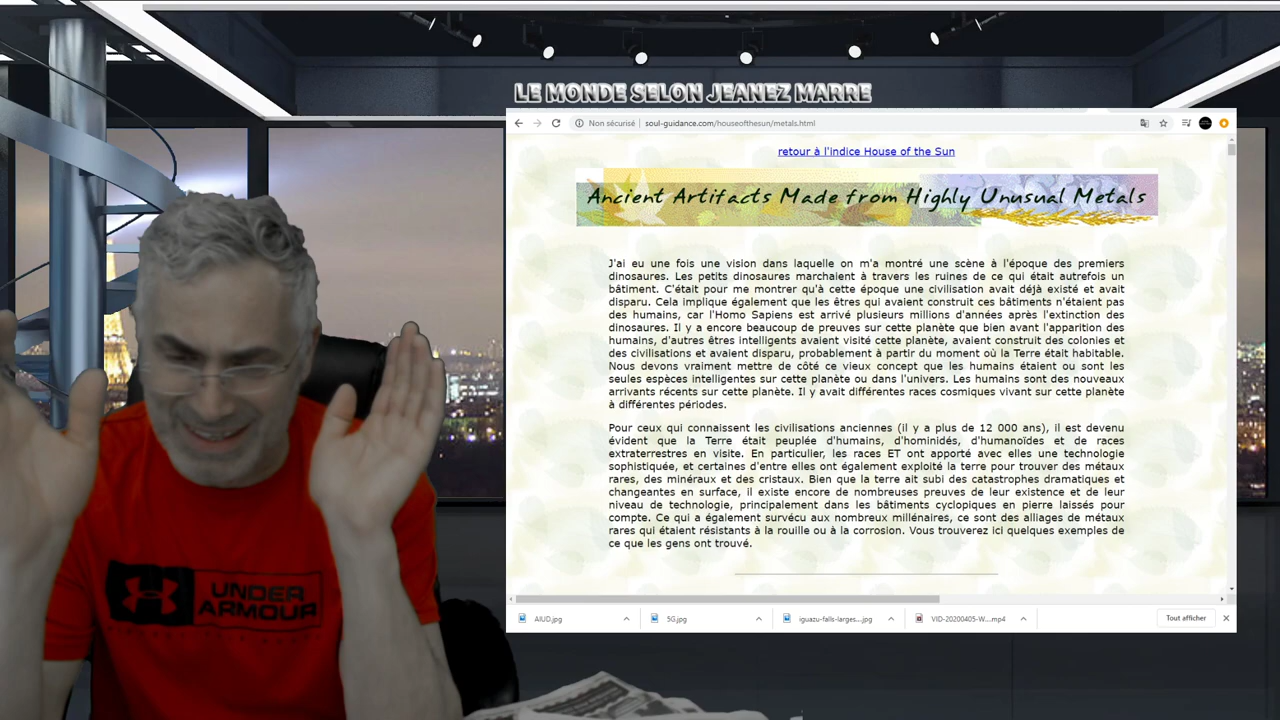 LE MONDE SELON JEANEZ MARRE
Non sécurisé | soul-guidance.com/houseofthesun/metals.html
retour à l'indice House of the Sun
Ancient Artifacts Made from Highly Unusual Metals
J'ai eu une fois une vision dans laquelle on m'a montré une scène à l'époque des premiers
dinosaures. Les petits dinosaures marchaient à travers les ruines de ce qui était autrefois un
bâtiment. C'était pour me montrer qu'à cette époque une civilisation avait déjà existé et avait
disparu. Cela implique également que les êtres qui avaient construit ces bâtiments n'étaient pas
des humains, car l'Homo Sapiens est arrivé plusieurs millions d'années après l'extinction des
dinosaures. Il y a encore beaucoup de preuves sur cette planète que bien avant l'apparition des
humains, d'autres êtres intelligents avaient visité cette planète, avaient construit des colonies et
des civilisations et avaient disparu, probablement à partir du moment où la Terre était habitable.
Nous devons vraiment mettre de côté ce vieux concept que les humains étaient ou sont les
seules espèces intelligentes sur cette planète ou dans l'univers. Les humains sont des nouveaux
arrivants récents sur cette planète. Il y avait différentes races cosmiques vivant sur cette planète
à différentes périodes.
Pour ceux qui connaissent les civilisations anciennes (il y a plus de 12 000 ans), il est devenu
évident que la Terre était peuplée d'humains, d'hominidés, d'humanoïdes et de races
extraterrestres en visite. En particulier, les races ET ont apporté avec elles une technologie
sophistiquée, et certaines d'entre elles ont également exploité la terre pour trouver des métaux
rares, des minéraux et des cristaux. Bien que la terre ait subi des catastrophes dramatiques et
changeantes en surface, il existe encore de nombreuses preuves de leur existence et de leur
niveau de technologie, principalement dans les bâtiments cyclopiques en pierre laissés pour
compte. Ce qui a également survécu aux nombreux millénaires, ce sont des alliages de métaux
rares qui étaient résistants à la rouille ou à la corrosion. Vous trouverez ici quelques exemples de
ce que les gens ont trouvé.
AIUD.jpg
5G.jpg
iguazu-falls-larges....jpg
VID-20200405-W....mp4
Tout afficher
UNDER
ARMOUR